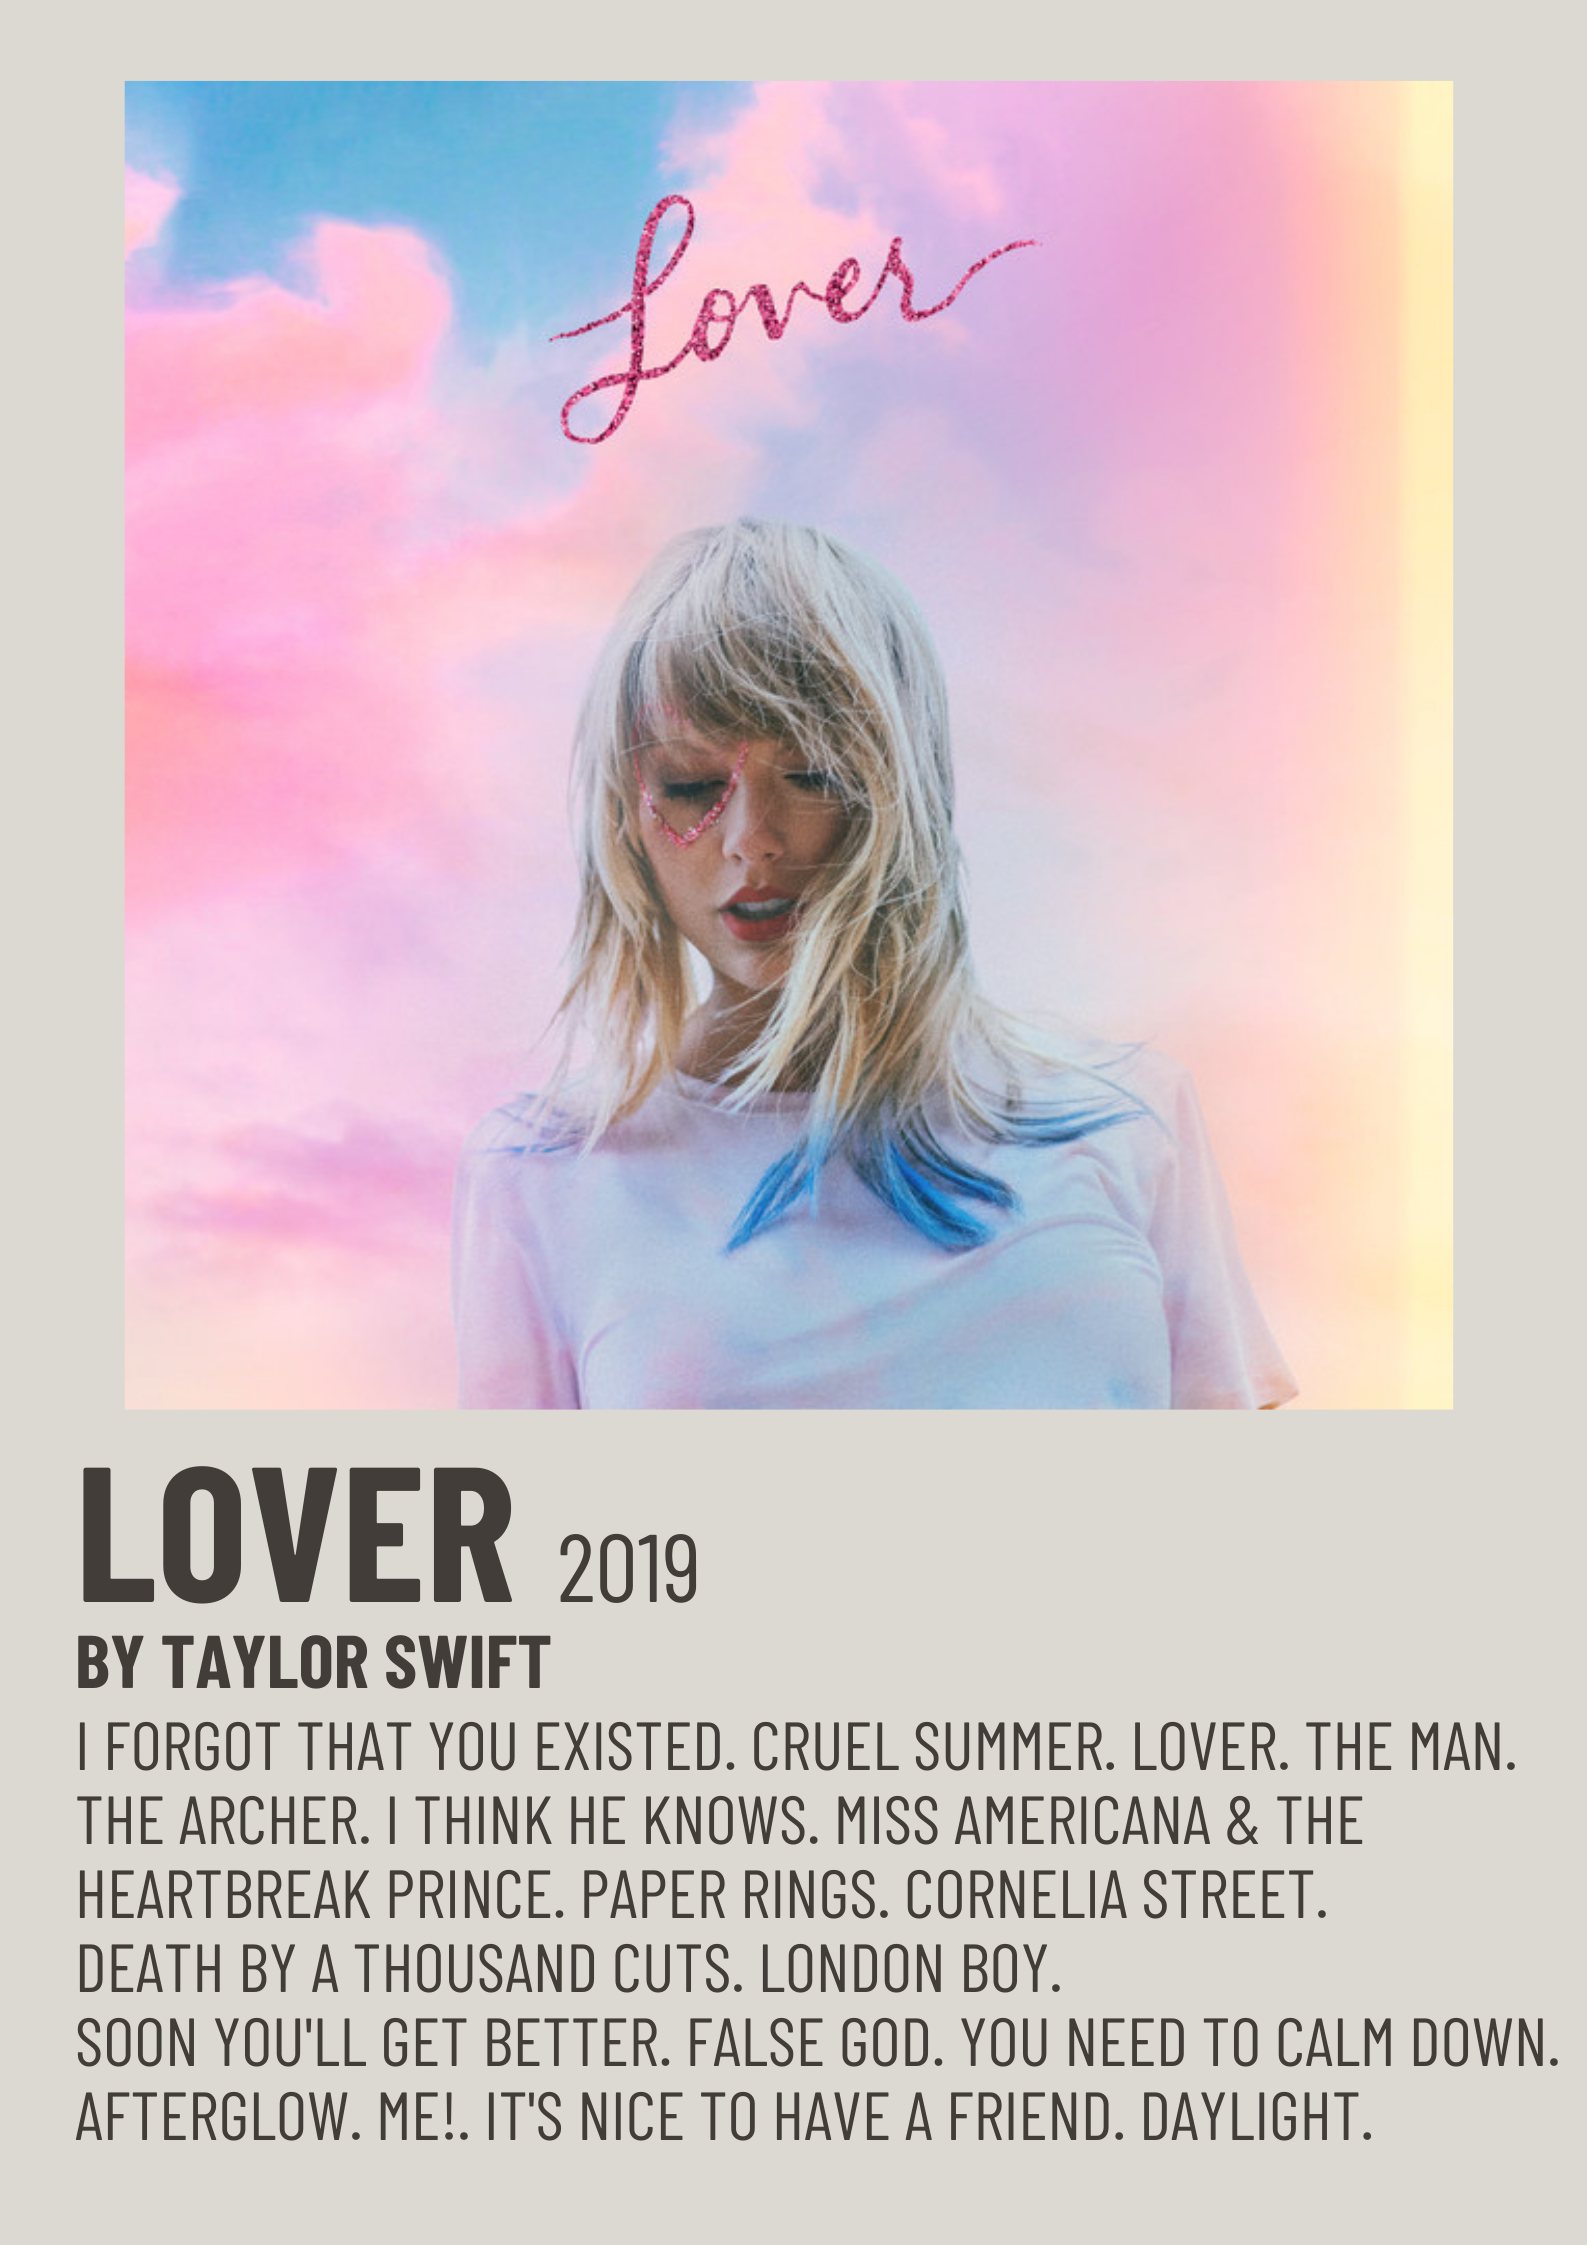 Lover
LOVER 2019
BY TAYLOR SWIFT
I FORGOT THAT YOU EXISTED. CRUEL SUMMER. LOVER. THE MAN.
THE ARCHER. I THINK HE KNOWS. MISS AMERICANA & THE
HEARTBREAK PRINCE. PAPER RINGS. CORNELIA STREET.
DEATH BY A THOUSAND CUTS. LONDON BOY.
SOON YOU'LL GET BETTER. FALSE GOD. YOU NEED TO CALM DOWN.
AFTERGLOW. ME!. IT'S NICE TO HAVE A FRIEND. DAYLIGHT.